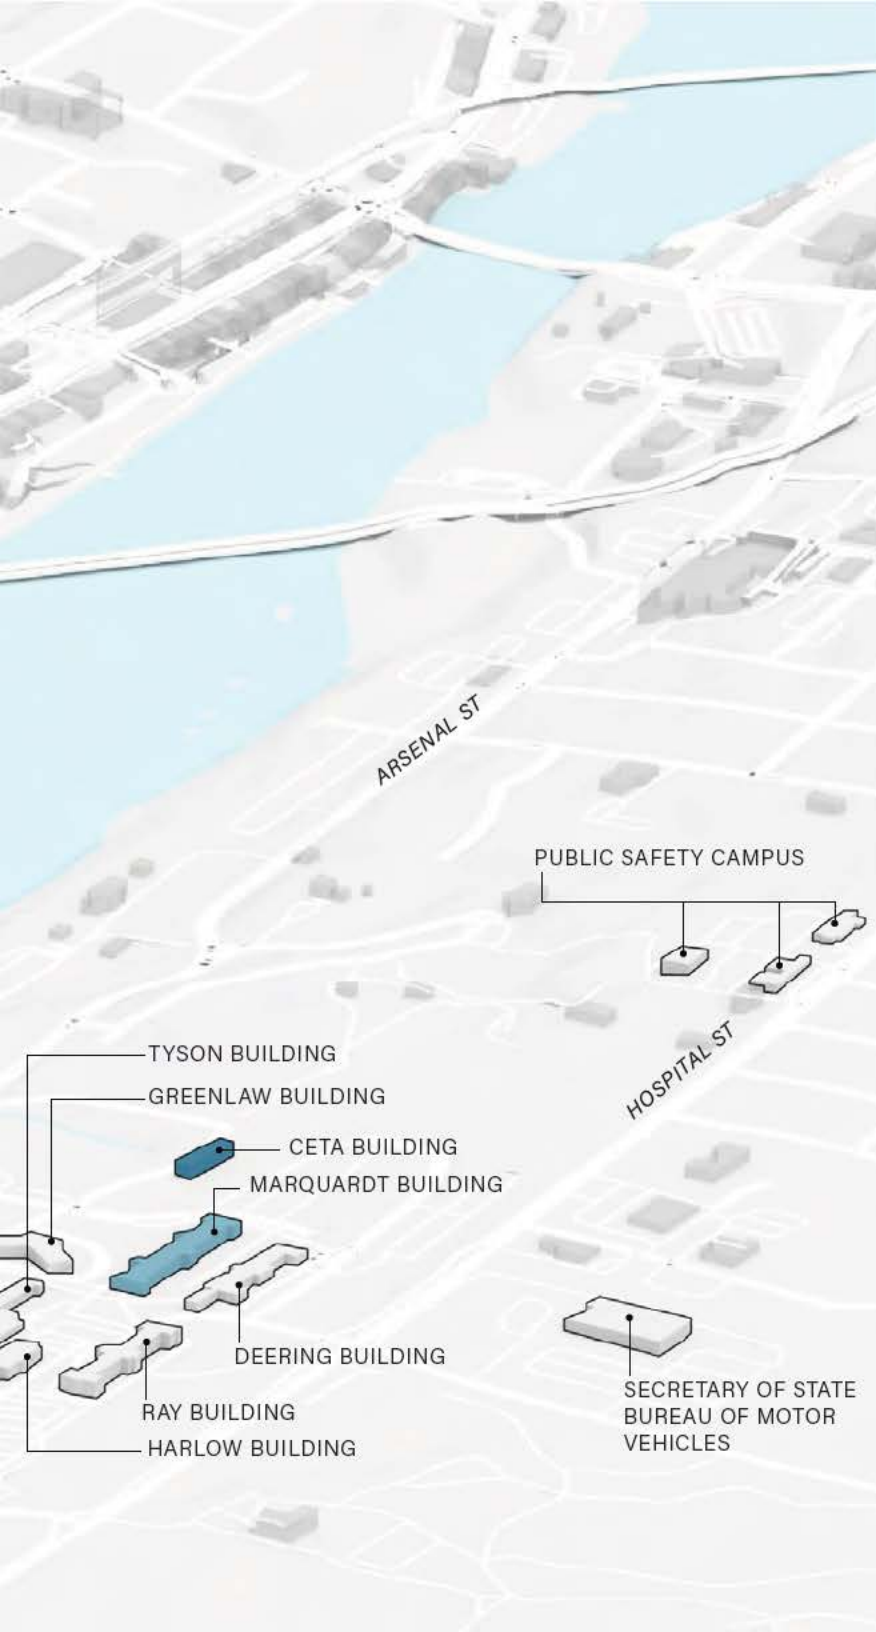 ARSENAL ST
PUBLIC SAFETY CAMPUS
HOSPITAL ST
TYSON BUILDING
GREENLAW BUILDING
CETA BUILDING
MARQUARDT BUILDING
DEERING BUILDING
RAY BUILDING
HARLOW BUILDING
SECRETARY OF STATE
BUREAU OF MOTOR
VEHICLES